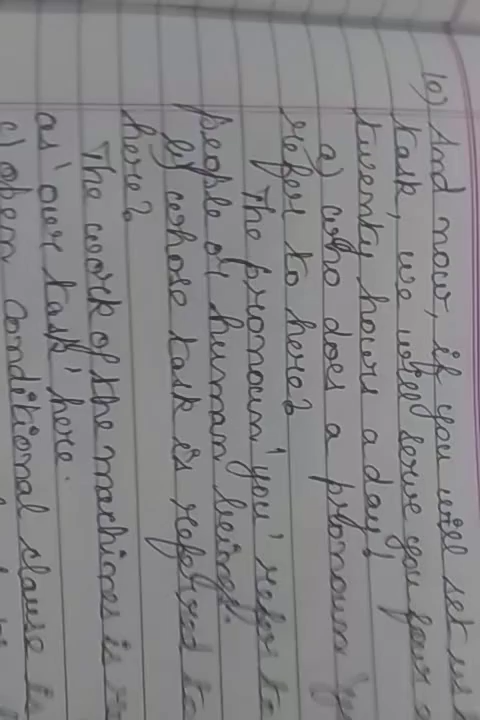 10) And now, if you will set us
task, we will serve you four
twenty hours a day!
a) who does a pronoun
refer to here?
The pronoun 'you' refer to
people or human beings.
b) whose task is referred to
here?
The work of the machines is
as 'our task' here.
c) open conditional clause